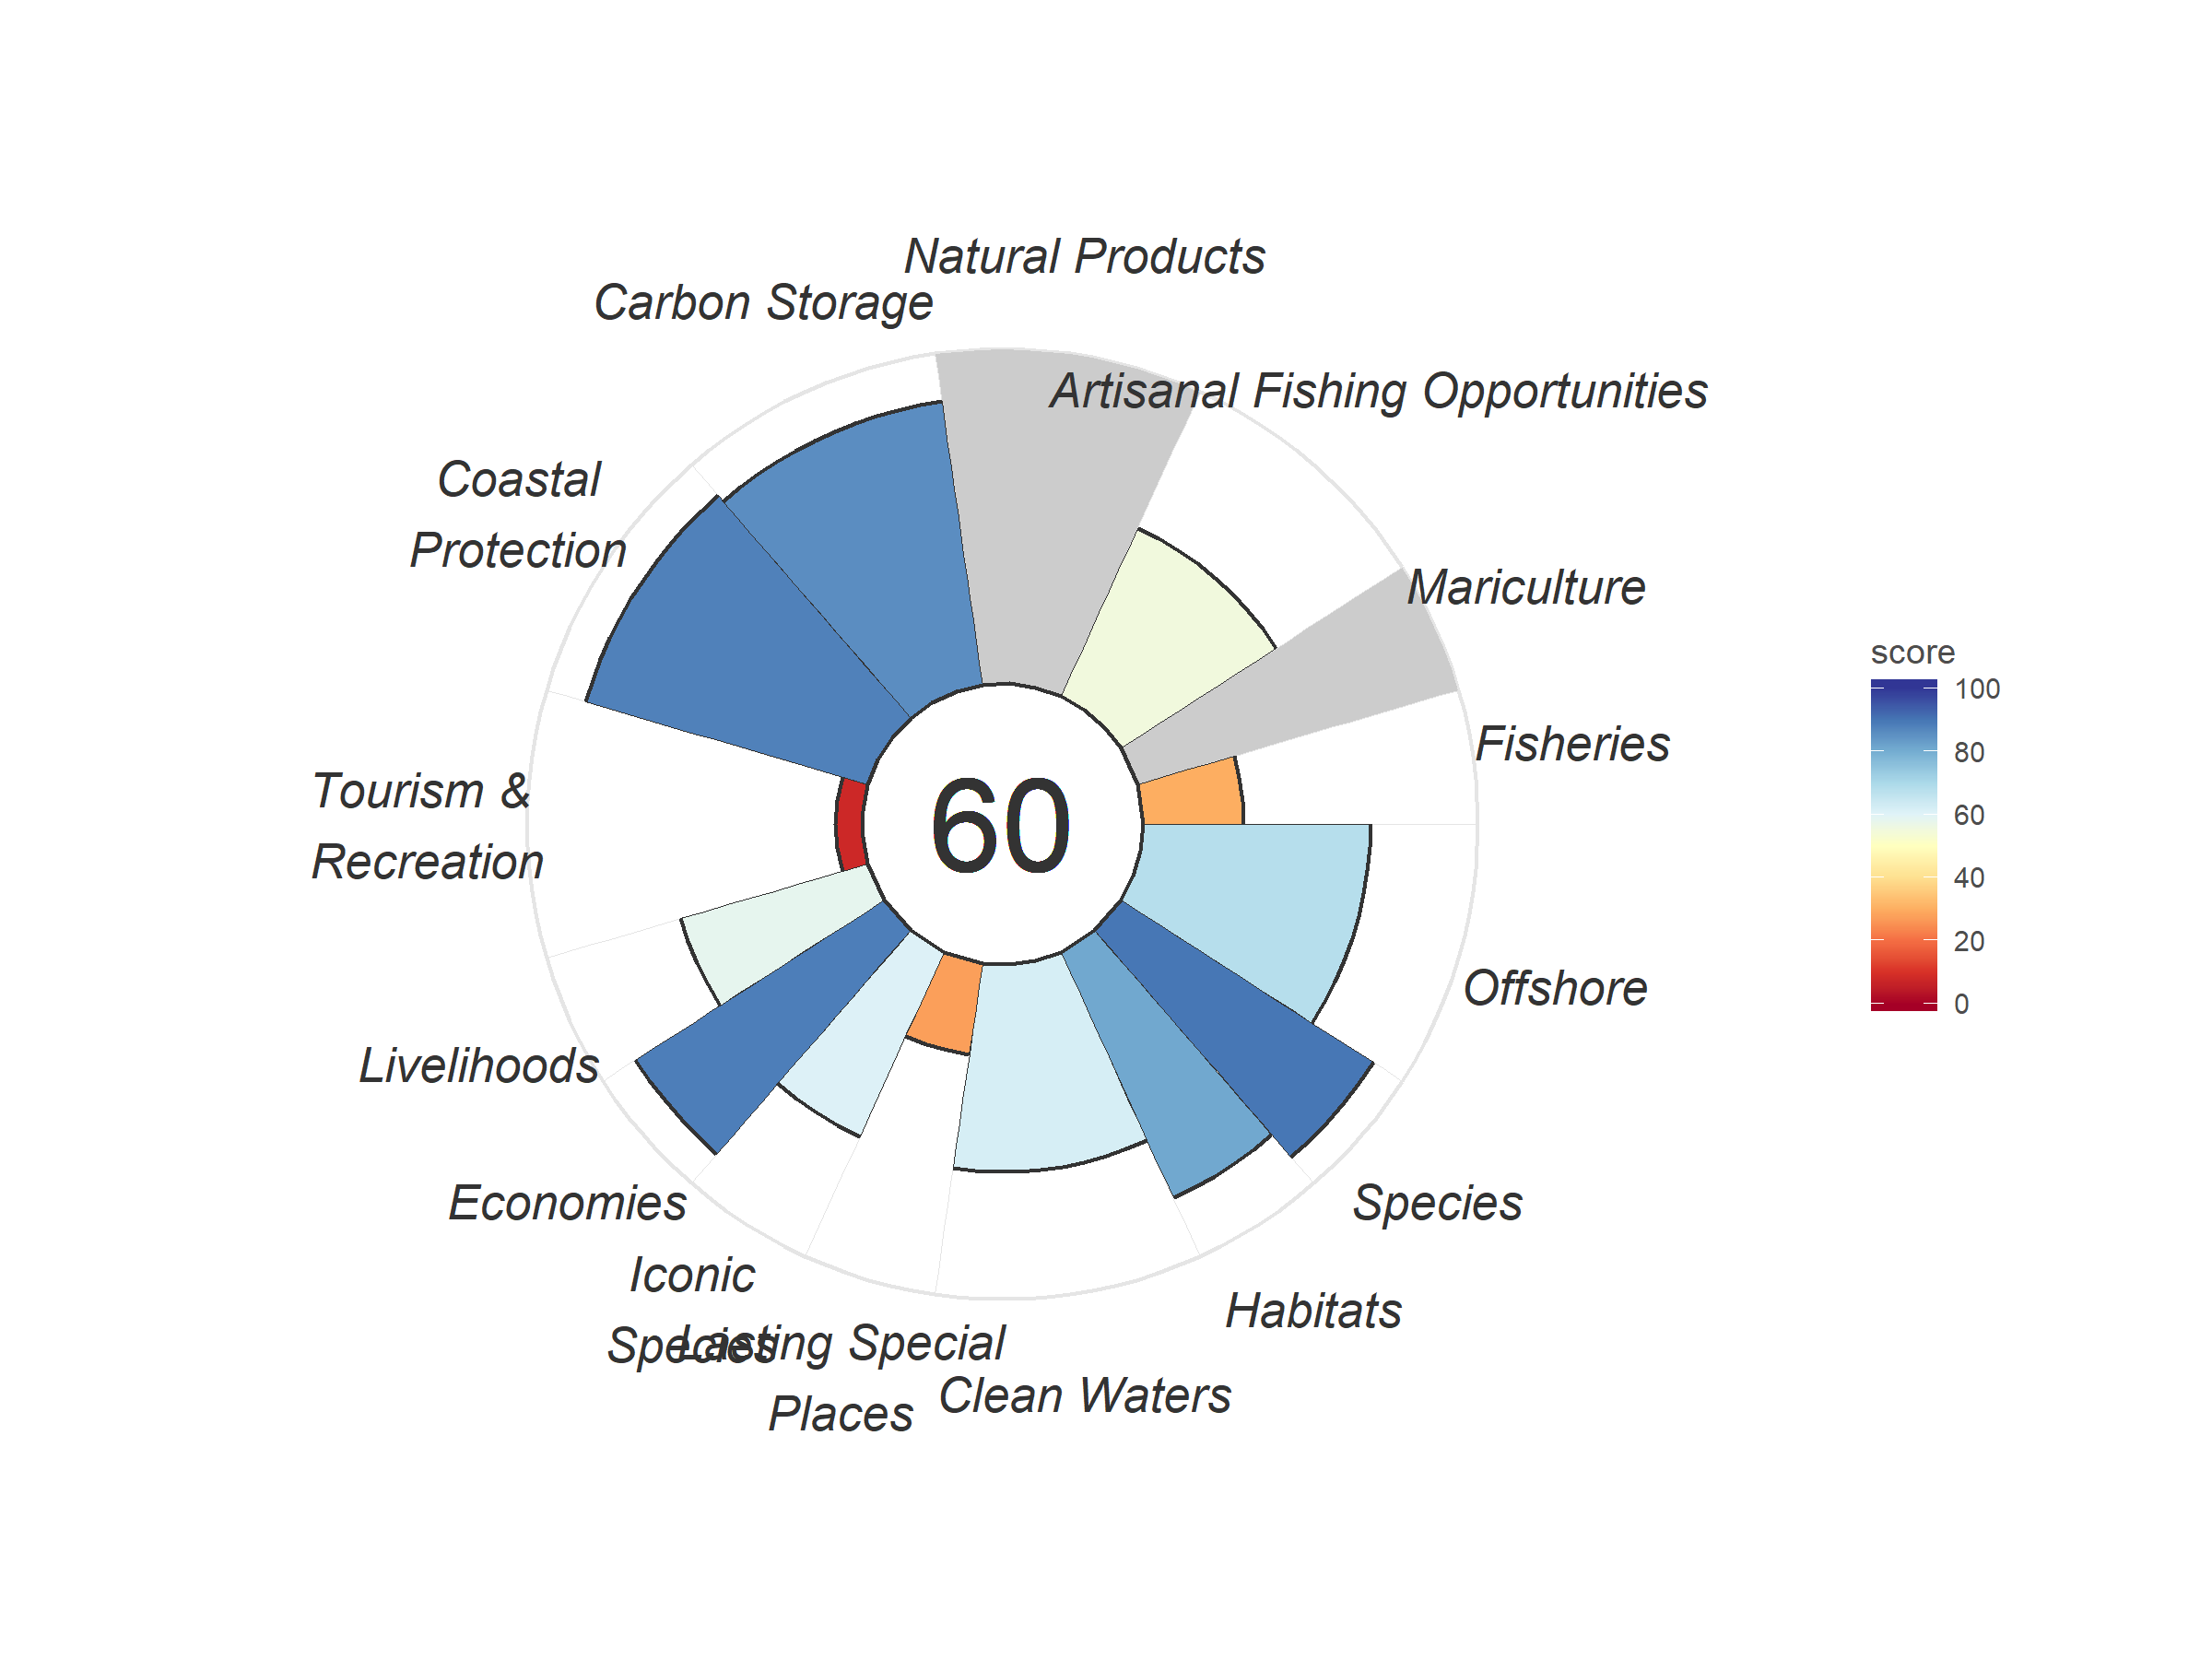 Natural Products
Carbon Storage
Artisanal Fishing Opportunities
Coastal
Protection
Mariculture
score
100
80
60
40
20
0
Fisheries
Tourism &
Recreation
60
Offshore
Livelihoods
Economies
Species
Iconic
Species
Habitats
Lasting Special
Places
Clean Waters